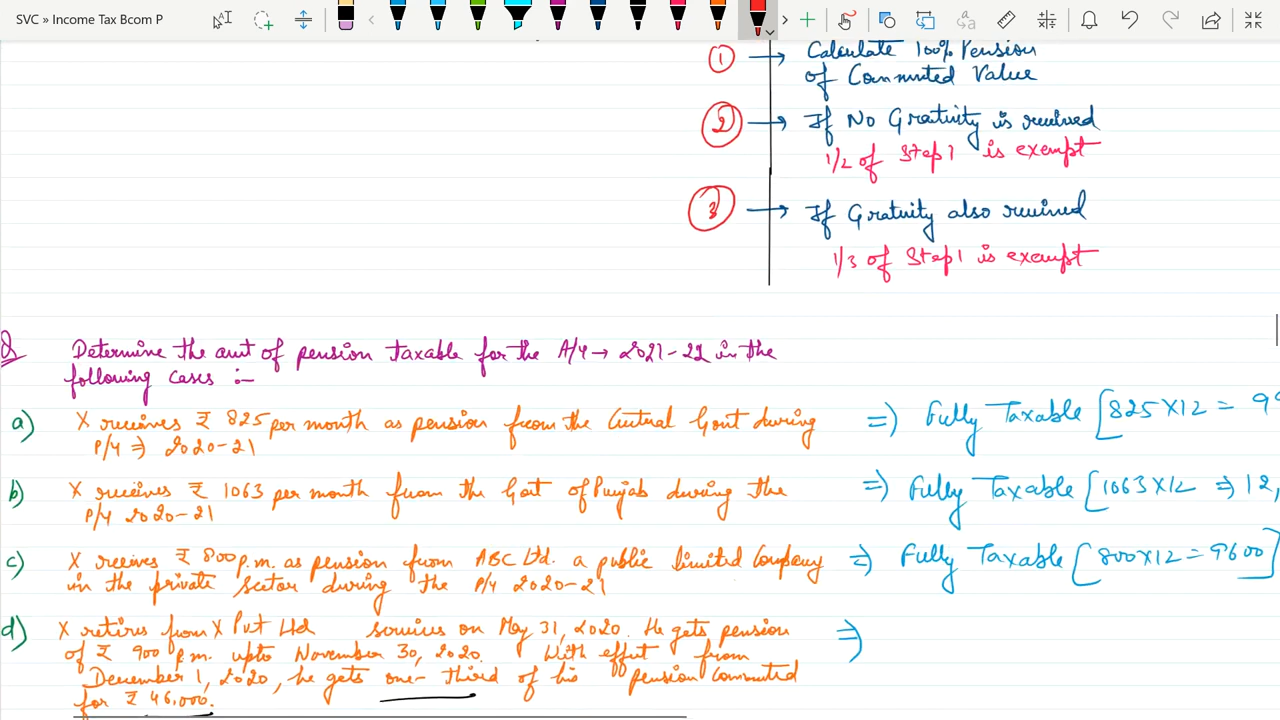 SVC » Income Tax Bcom P
① → Calculate 100% Pension
of Commuted Value
② → If No Gratuity is received
1/2 of Step 1 is exempt
③ → If Gratuity also received
1/3 of Step 1 is exempt
Q Determine the amt of pension taxable for the A/y → 2021-22 in the
following cases :-
a) X receives ₹ 825 per month as pension from the Central Govt during
P/y ⇒ 2020-21
⇒) Fully Taxable [825×12 = 99
b) X receives ₹ 1063 per month from the Govt of Punjab during the
P/y 2020-21
⇒) Fully Taxable [1063×12 ⇒ 12,
c) X receives ₹ 800 p.m. as pension from ABC Ltd. a public limited Company
in the private sector during the P/y 2020-21
⇒) Fully Taxable [800×12 = 9600]
d) X retires from X Pvt Ltd services on May 31, 2020. He gets pension
of ₹ 900 p.m. upto November 30, 2020. With effect from
December 1, 2020, he gets one-third of his pension commuted
for ₹ 46,000.
⇒)